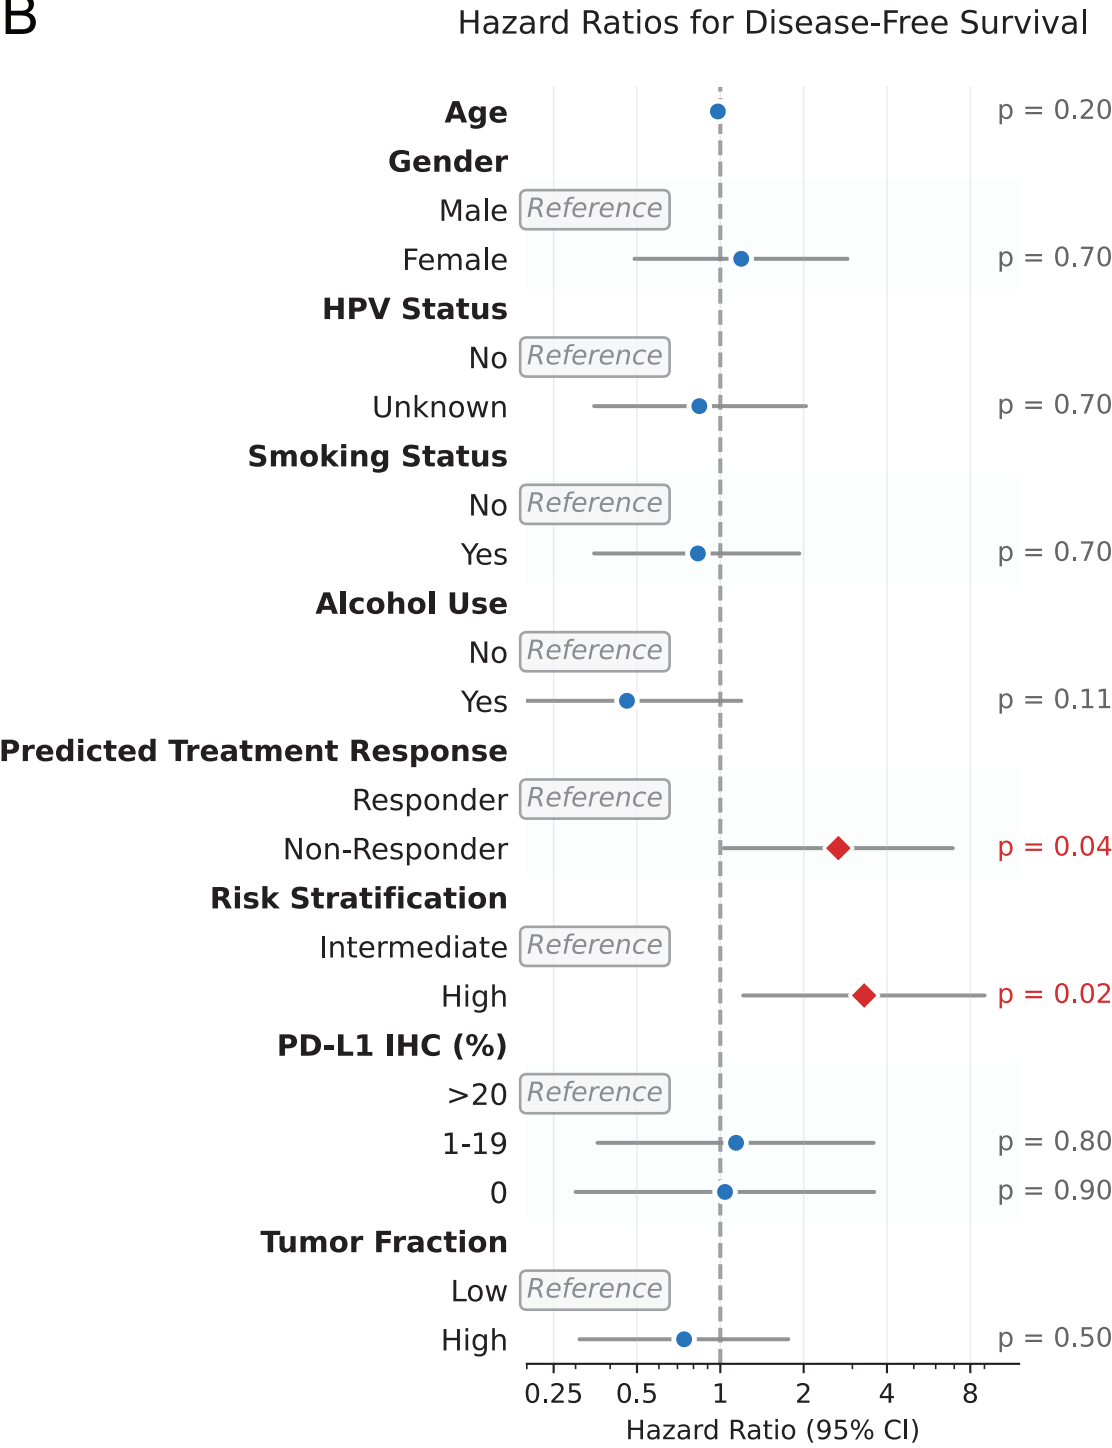 B
Hazard Ratios for Disease-Free Survival
Age p = 0.20
Gender
Male Reference
Female p = 0.70
HPV Status
No Reference
Unknown p = 0.70
Smoking Status
No Reference
Yes p = 0.70
Alcohol Use
No Reference
Yes p = 0.11
Predicted Treatment Response
Responder Reference
Non-Responder p = 0.04
Risk Stratification
Intermediate Reference
High p = 0.02
PD-L1 IHC (%)
>20 Reference
1-19 p = 0.80
0 p = 0.90
Tumor Fraction
Low Reference
High p = 0.50
0.25 0.5 1 2 4 8
Hazard Ratio (95% CI)